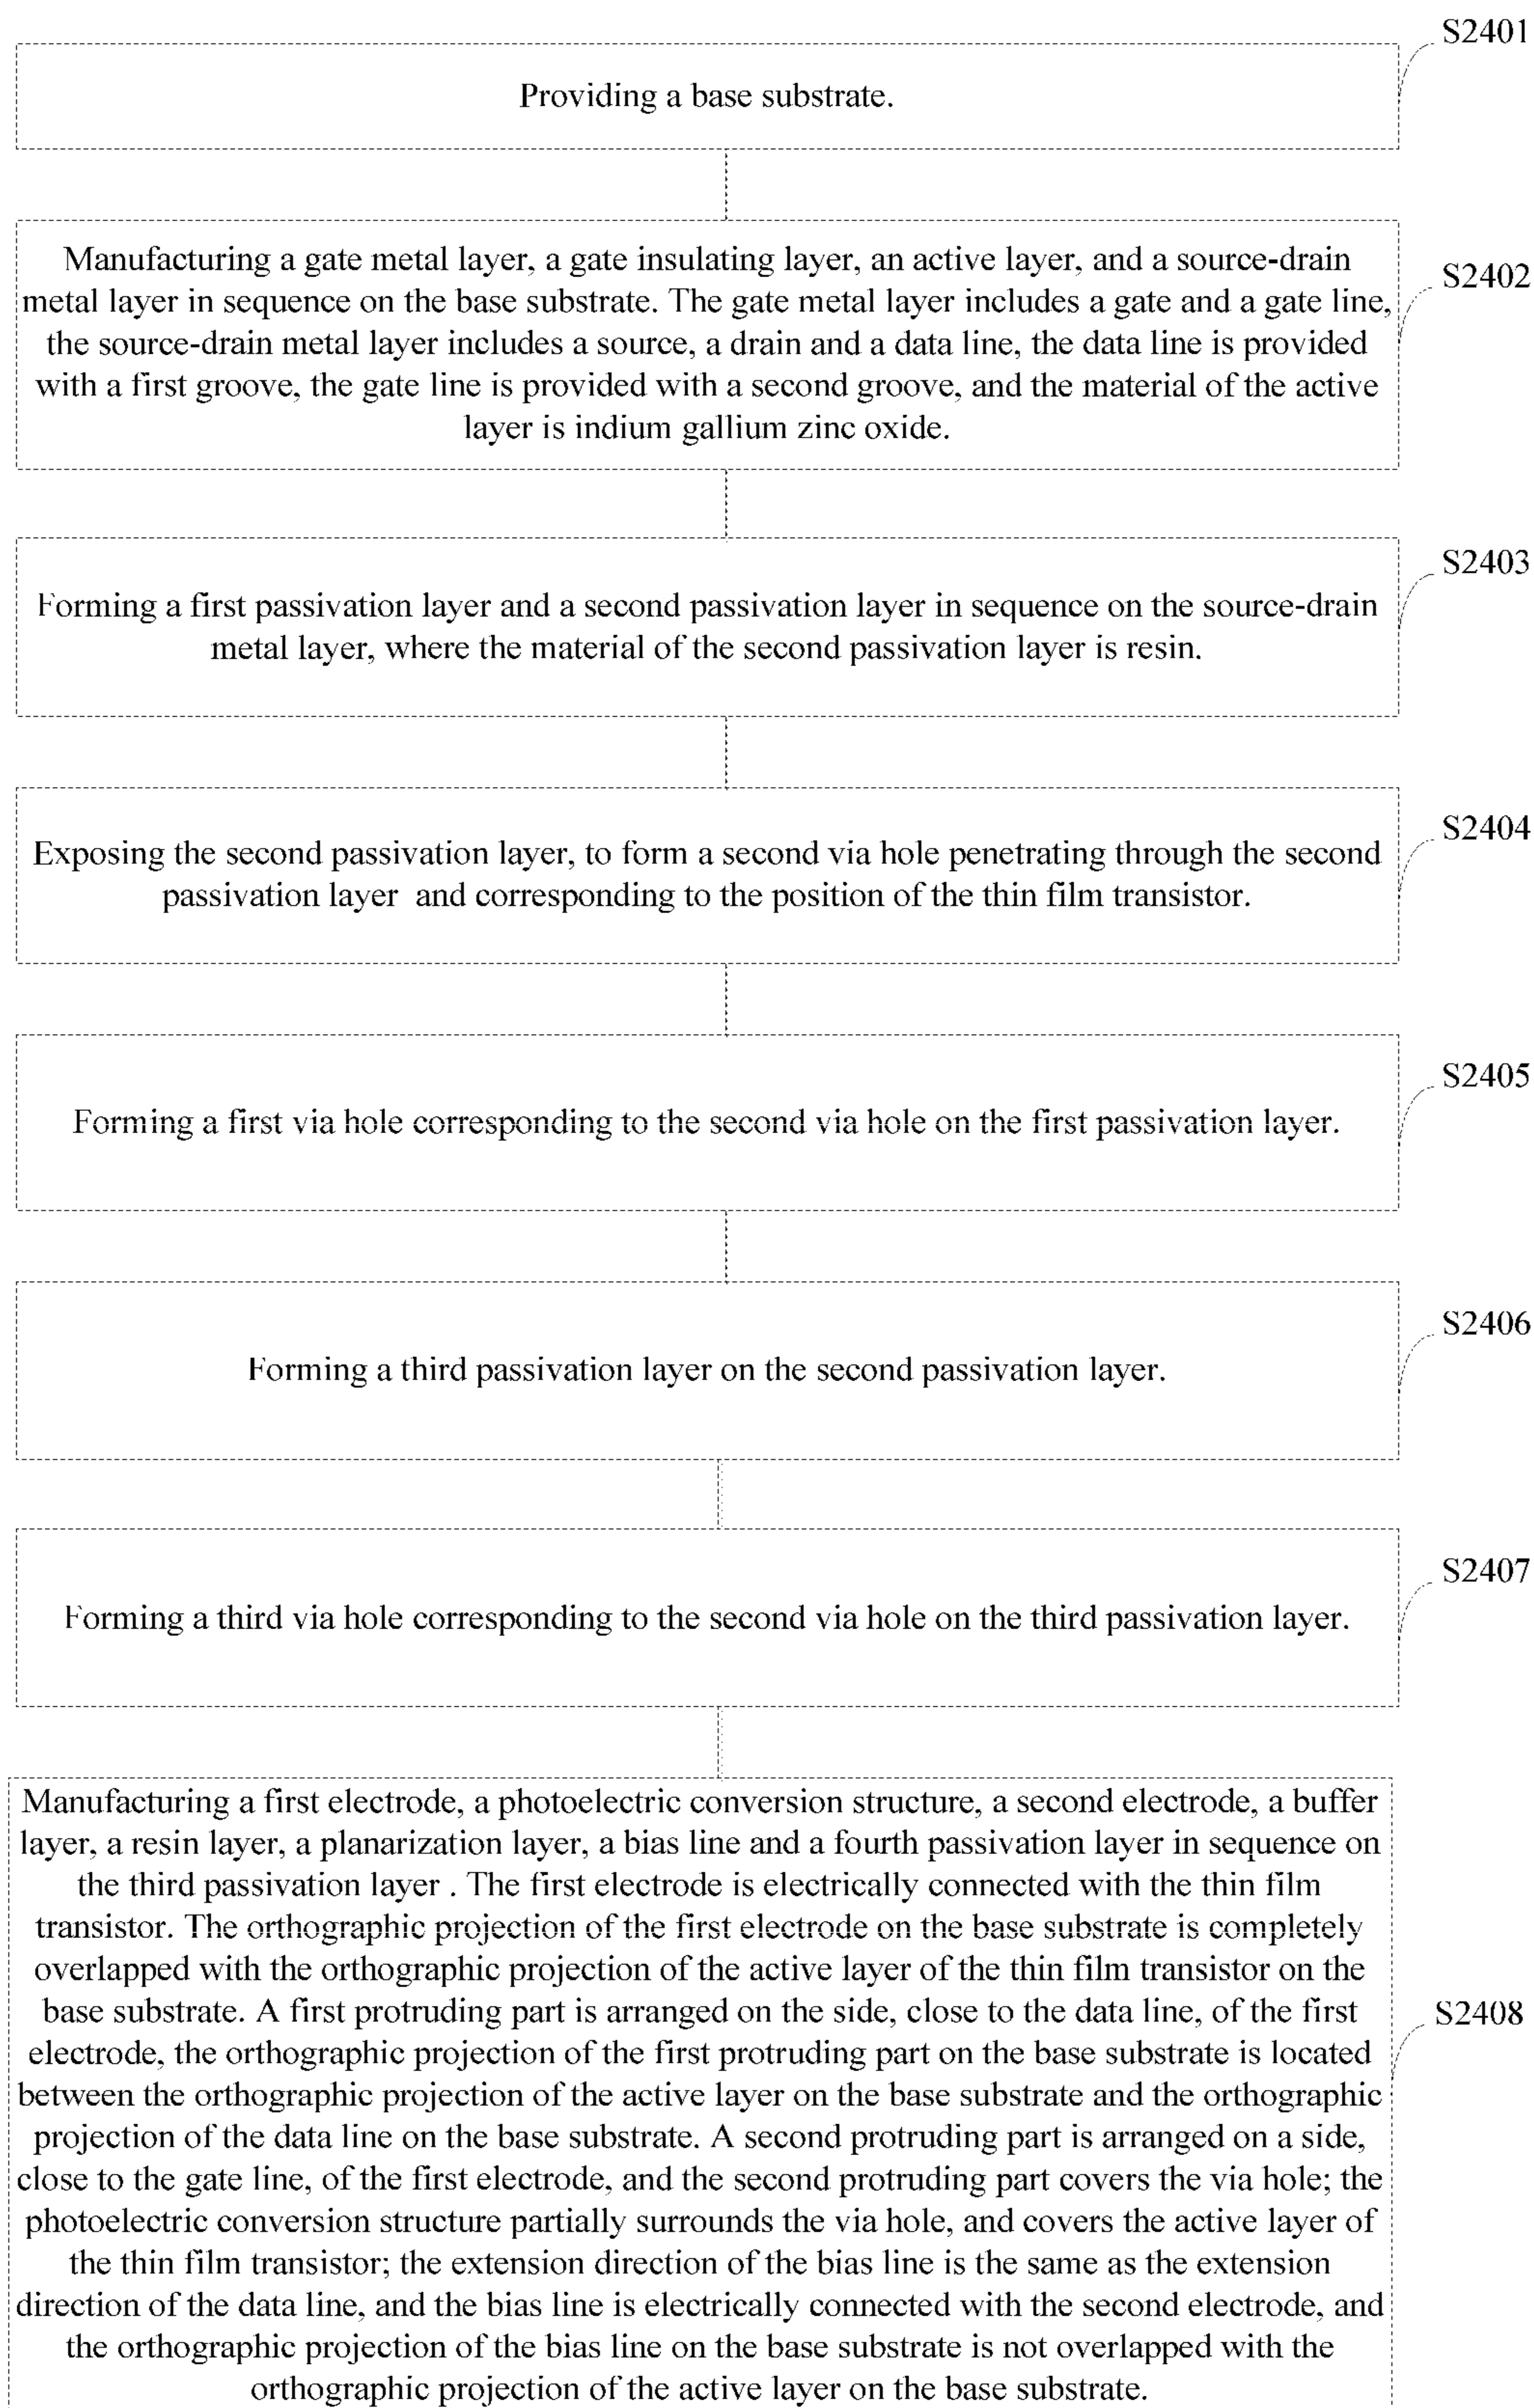 S2401
Providing a base substrate.
Manufacturing a gate metal layer, a gate insulating layer, an active layer, and a source-drain
metal layer in sequence on the base substrate. The gate metal layer includes a gate and a gate line,
the source-drain metal layer includes a source, a drain and a data line, the data line is provided
with a first groove, the gate line is provided with a second groove, and the material of the active
layer is indium gallium zinc oxide.
S2402
Forming a first passivation layer and a second passivation layer in sequence on the source-drain
metal layer, where the material of the second passivation layer is resin.
S2403
Exposing the second passivation layer, to form a second via hole penetrating through the second
passivation layer and corresponding to the position of the thin film transistor.
S2404
Forming a first via hole corresponding to the second via hole on the first passivation layer.
S2405
Forming a third passivation layer on the second passivation layer.
S2406
Forming a third via hole corresponding to the second via hole on the third passivation layer.
S2407
Manufacturing a first electrode, a photoelectric conversion structure, a second electrode, a buffer
layer, a resin layer, a planarization layer, a bias line and a fourth passivation layer in sequence on
the third passivation layer . The first electrode is electrically connected with the thin film
transistor. The orthographic projection of the first electrode on the base substrate is completely
overlapped with the orthographic projection of the active layer of the thin film transistor on the
base substrate. A first protruding part is arranged on the side, close to the data line, of the first
electrode, the orthographic projection of the first protruding part on the base substrate is located
between the orthographic projection of the active layer on the base substrate and the orthographic
projection of the data line on the base substrate. A second protruding part is arranged on a side,
close to the gate line, of the first electrode, and the second protruding part covers the via hole; the
photoelectric conversion structure partially surrounds the via hole, and covers the active layer of
the thin film transistor; the extension direction of the bias line is the same as the extension
direction of the data line, and the bias line is electrically connected with the second electrode, and
the orthographic projection of the bias line on the base substrate is not overlapped with the
orthographic projection of the active layer on the base substrate.
S2408